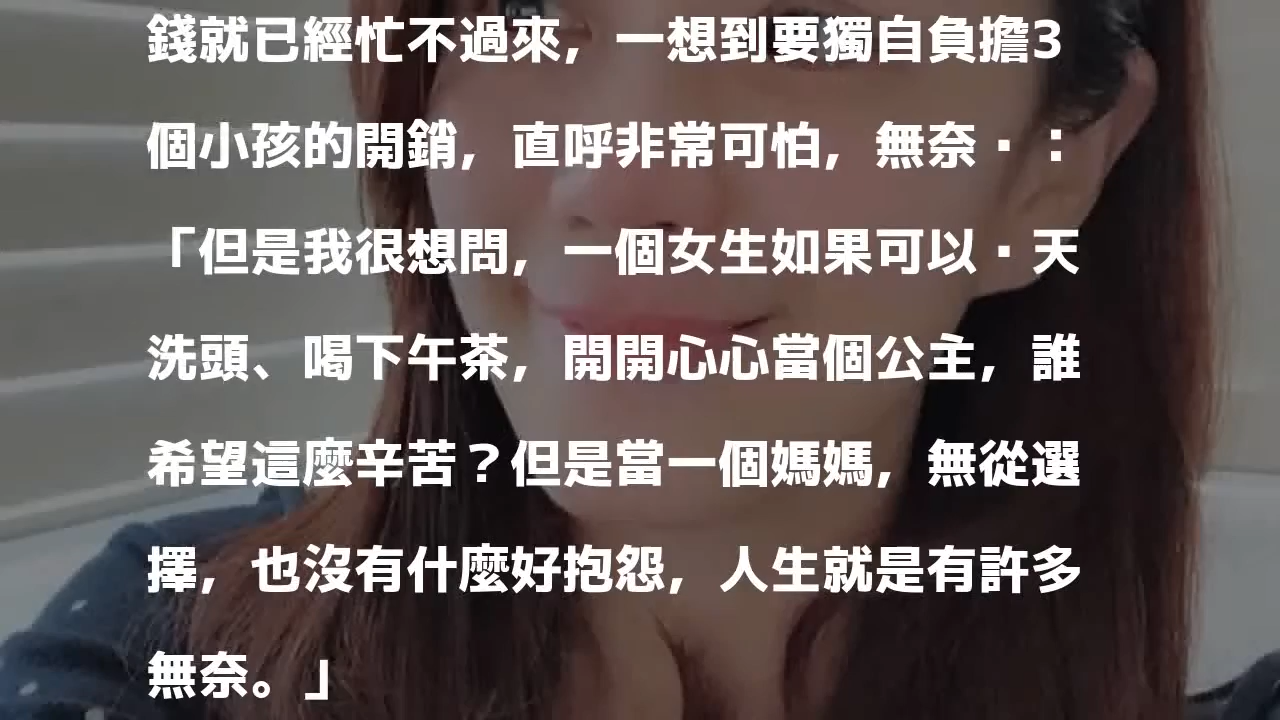 錢就已經忙不過來，一想到要獨自負擔3
個小孩的開銷，直呼非常可怕，無奈·：
「但是我很想問，一個女生如果可以·天
洗頭、喝下午茶，開開心心當個公主，誰
希望這麼辛苦？但是當一個媽媽，無從選
擇，也沒有什麼好抱怨，人生就是有許多
無奈。」